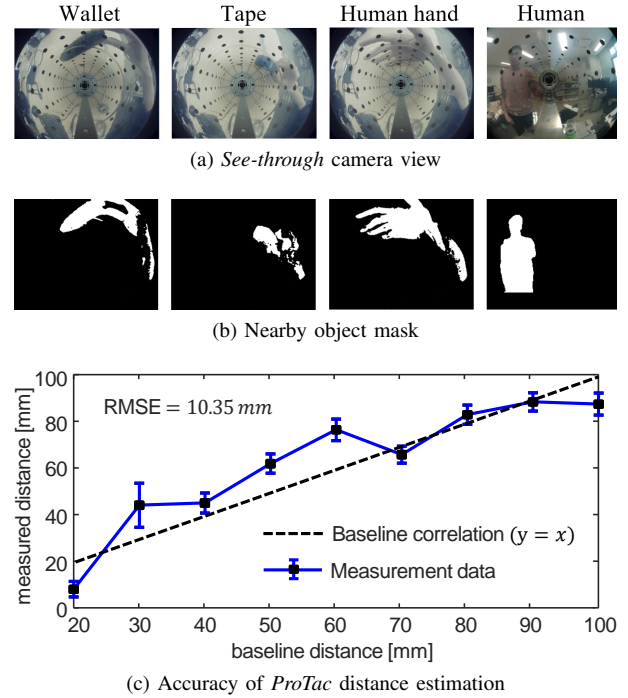 Wallet Tape Human hand Human
(a) See-through camera view
(b) Nearby object mask
100
80
60
40
20
0
measured distance [mm]
RMSE = 10.35 mm
Baseline correlation (y = x)
Measurement data
20 30 40 50 60 70 80 90 100
baseline distance [mm]
(c) Accuracy of ProTac distance estimation